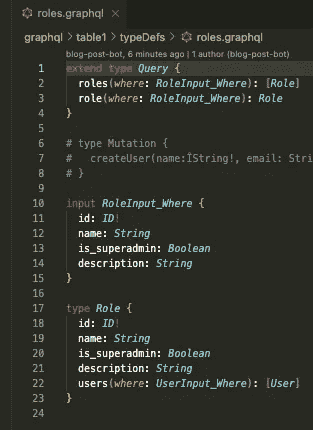 roles.graphql ×
graphql > table1 > typeDefs > roles.graphql
blog-post-bot, 6 minutes ago | 1 author (blog-post-bot)
1 extend type Query {
2 roles(where: RoleInput_Where): [Role]
3 role(where: RoleInput_Where): Role
4 }
5
6 # type Mutation {
7 # createUser(name: String!, email: Stri
8 # }
9
10 input RoleInput_Where {
11 id: ID!
12 name: String
13 is_superadmin: Boolean
14 description: String
15 }
16
17 type Role {
18 id: ID!
19 name: String
20 is_superadmin: Boolean
21 description: String
22 users(where: UserInput_Where): [User]
23 }
24